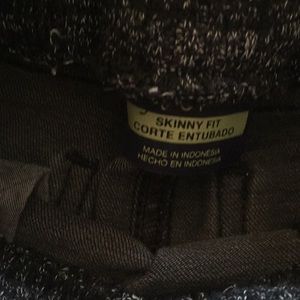 SKINNY FIT
CORTE ENTUBADO
MADE IN INDONESIA
HECHO EN INDONESIA